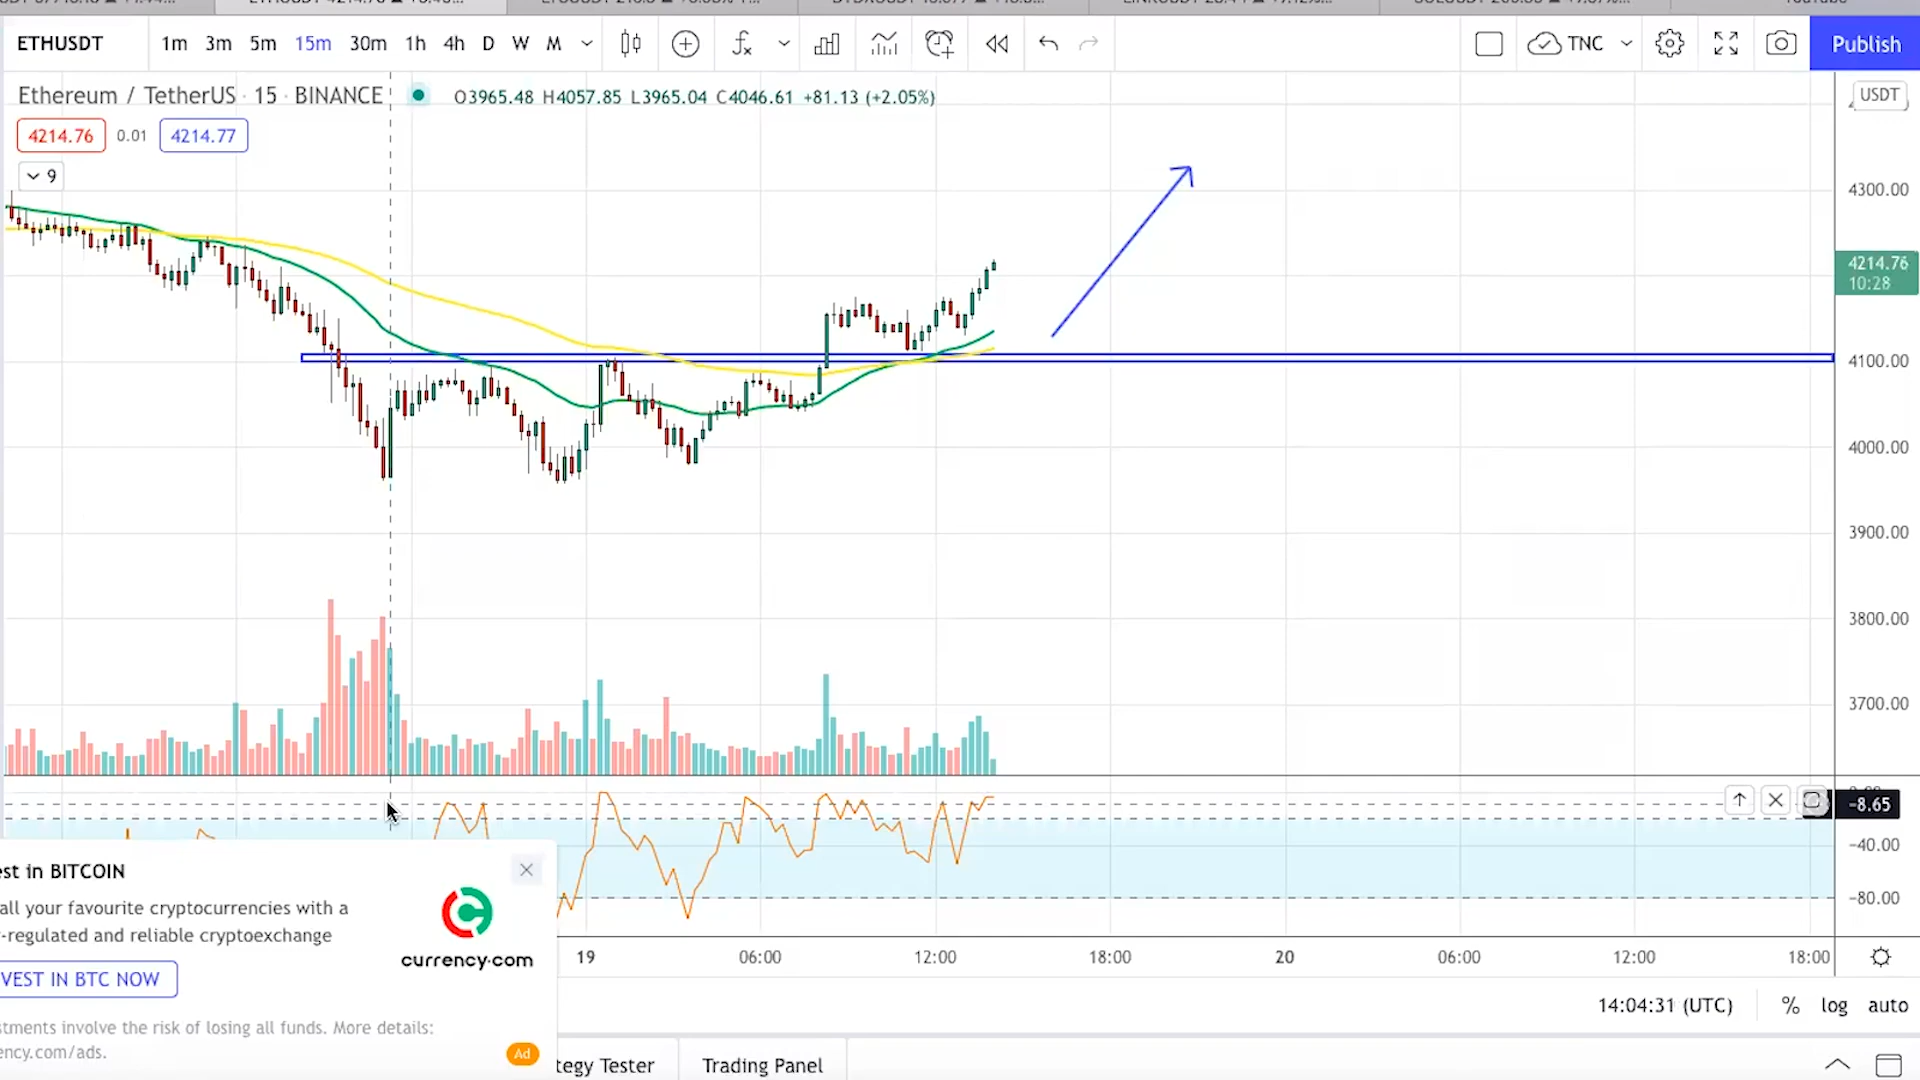 ETHUSDT 1m 3m 5m 15m 30m 1h 4h D W M TNC Publish
Ethereum / TetherUS · 15 · BINANCE O3965.48 H4057.85 L3965.04 C4046.61 +81.13 (+2.05%) USDT
4214.76 0.01 4214.77
9
4300.00
4214.76
10:28
4100.00
4000.00
3900.00
3800.00
3700.00
-8.65
-40.00
-80.00
est in BITCOIN
all your favourite cryptocurrencies with a
-regulated and reliable cryptoexchange
currency.com
VEST IN BTC NOW
stments involve the risk of losing all funds. More details:
ency.com/ads.
Ad
19 06:00 12:00 18:00 20 06:00 12:00 18:00
14:04:31 (UTC) % log auto
tegy Tester Trading Panel